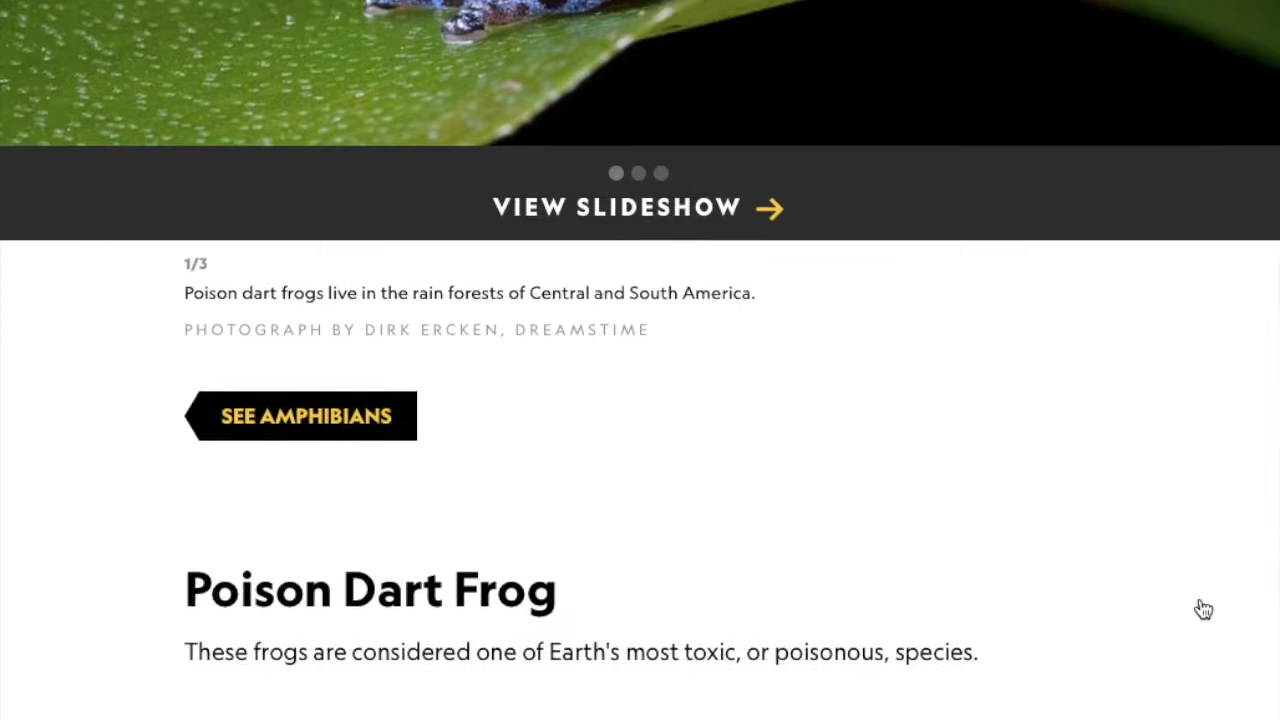 VIEW SLIDESHOW →
1/3
Poison dart frogs live in the rain forests of Central and South America.
PHOTOGRAPH BY DIRK ERCKEN, DREAMSTIME
SEE AMPHIBIANS
Poison Dart Frog
These frogs are considered one of Earth's most toxic, or poisonous, species.